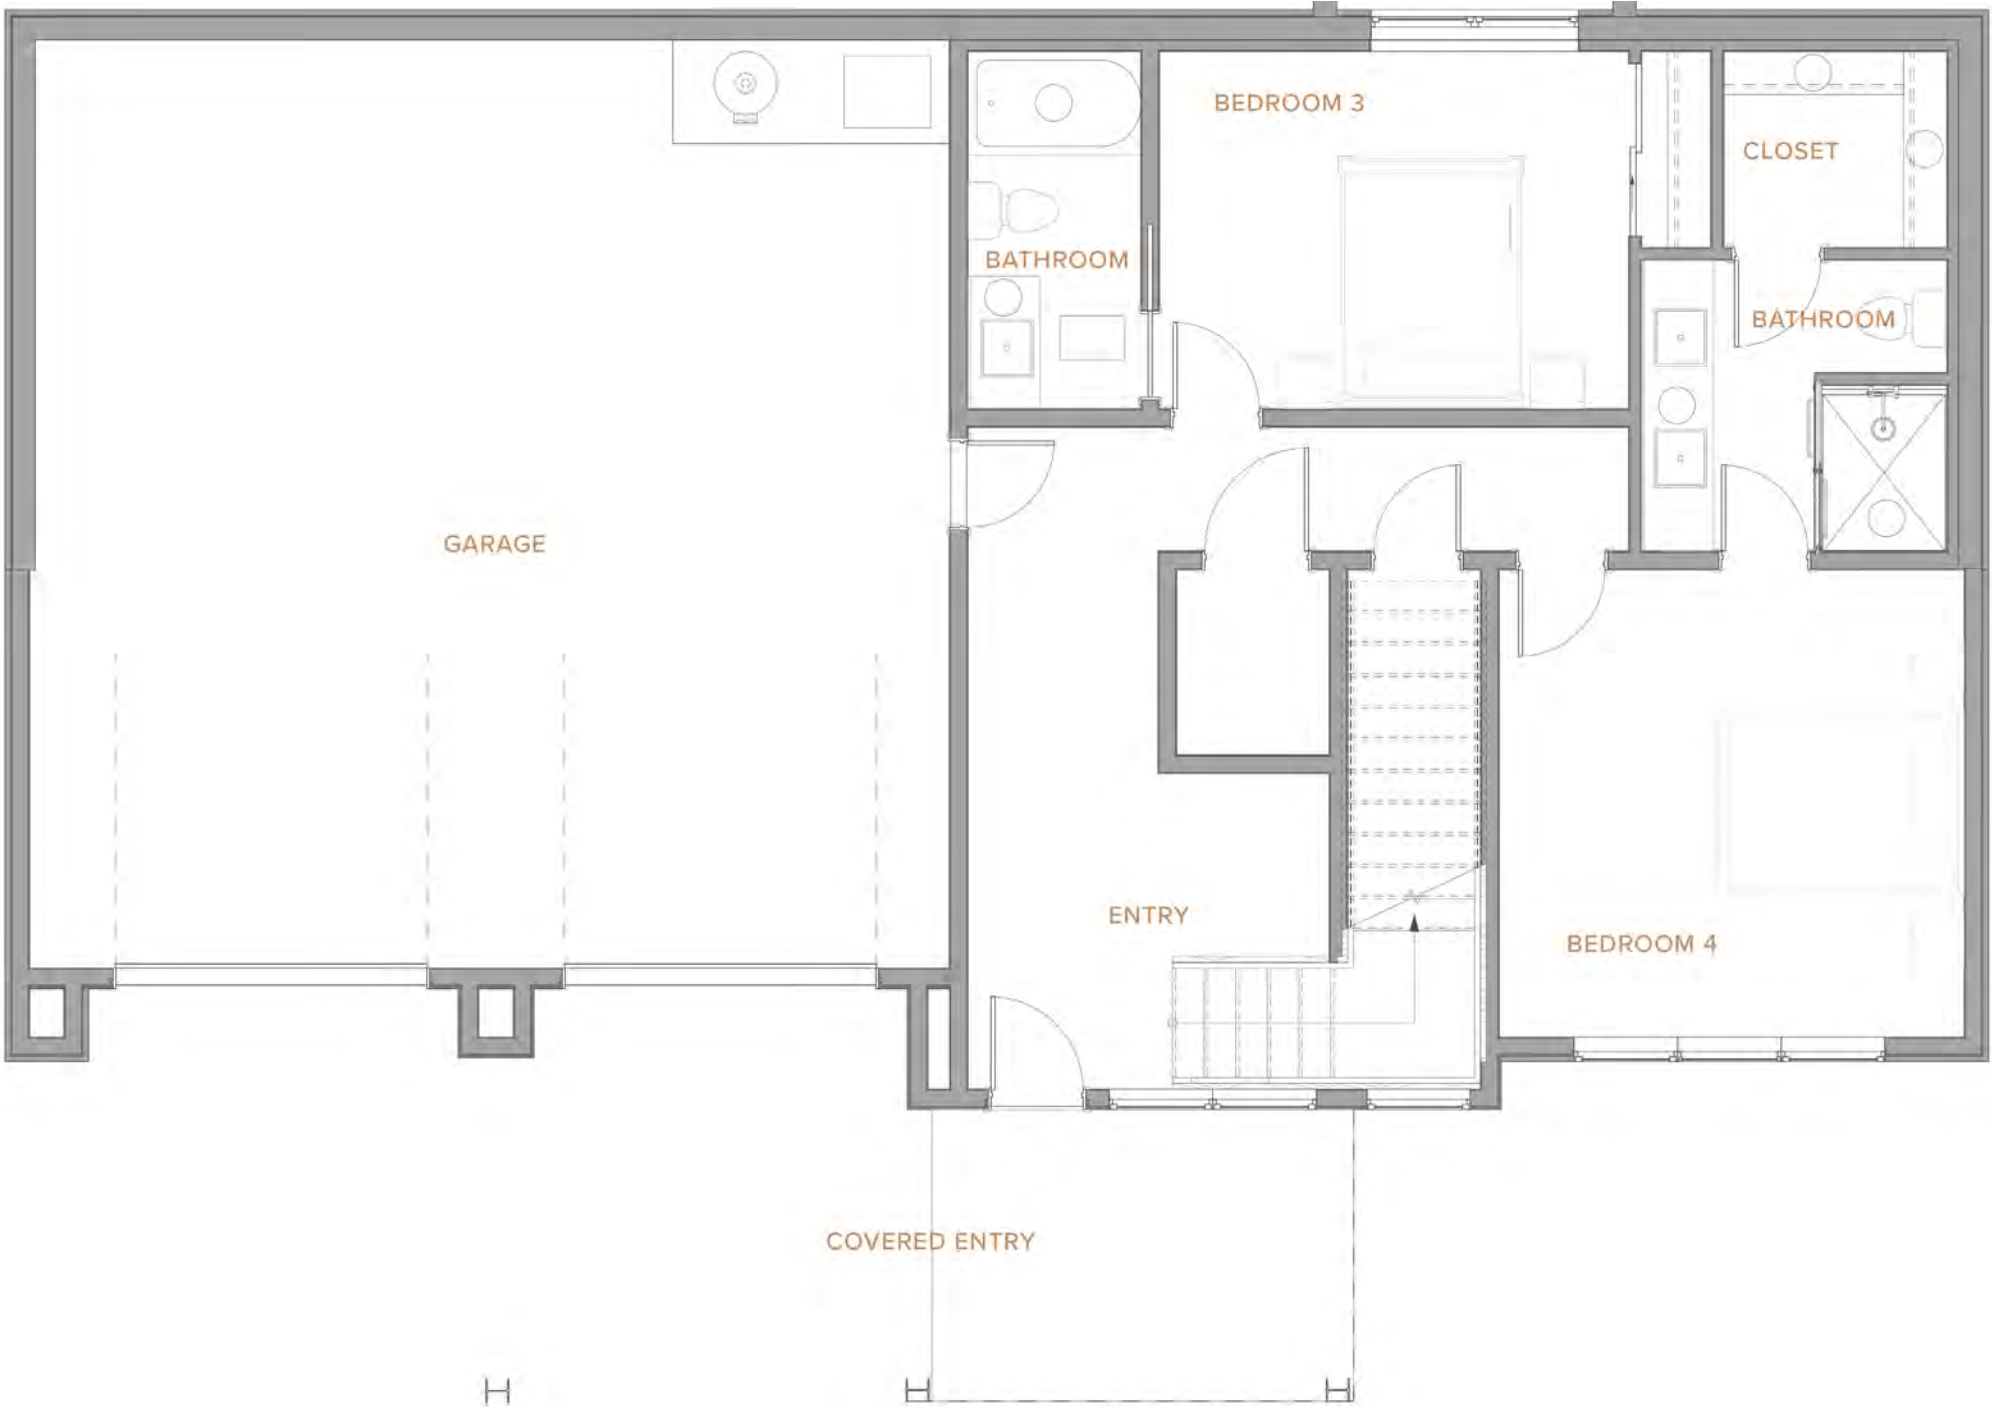 BEDROOM 3
CLOSET
BATHROOM
BATHROOM
GARAGE
ENTRY
BEDROOM 4
COVERED ENTRY